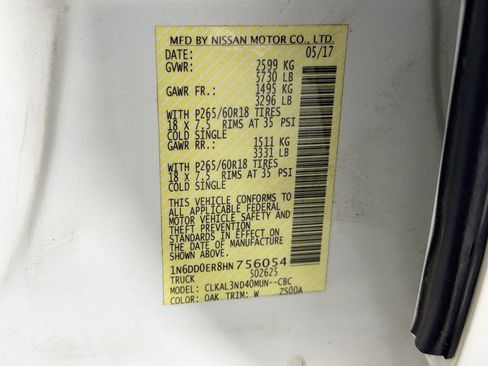 MFD BY NISSAN MOTOR CO., LTD.
DATE: 05/17
GVWR: 2599 KG
5730 LB
GAWR FR.: 1495 KG
3296 LB
WITH P265/60R18 TIRES
18 X 7.5 RIMS AT 35 PSI
COLD SINGLE
GAWR RR.: 1511 KG
3331 LB
WITH P265/60R18 TIRES
18 X 7.5 RIMS AT 35 PSI
COLD SINGLE
THIS VEHICLE CONFORMS TO
ALL APPLICABLE FEDERAL
MOTOR VEHICLE SAFETY AND
THEFT PREVENTION
STANDARDS IN EFFECT ON
THE DATE OF MANUFACTURE
SHOWN ABOVE.
1N6DD0ER8HN756054
TRUCK 502625
MODEL: CLKAL3ND40MUN--CBC
COLOR: QAK TRIM: W ZS00A